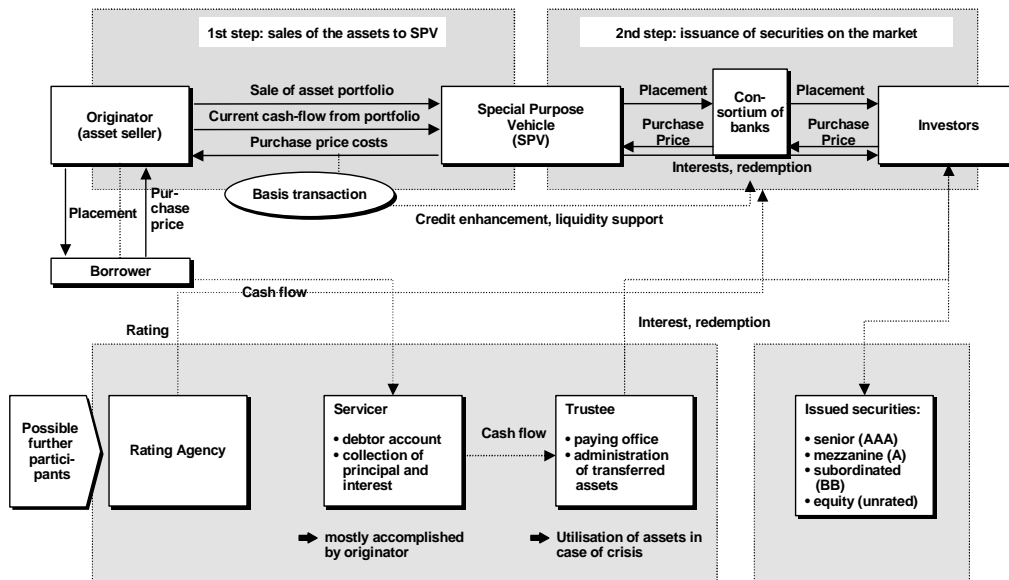 1st step: sales of the assets to SPV
2nd step: issuance of securities on the market
Originator
(asset seller)
Sale of asset portfolio
Current cash-flow from portfolio
Purchase price costs
Special Purpose
Vehicle
(SPV)
Placement
Purchase
Price
Con-
sortium of
banks
Placement
Purchase
Price
Investors
Interests, redemption
Basis transaction
Credit enhancement, liquidity support
Placement
Pur-
chase
price
Borrower
Cash flow
Rating
Interest, redemption
Possible
further
partici-
pants
Rating Agency
Servicer
• debtor account
• collection of
principal and
interest
Cash flow
Trustee
• paying office
• administration
of transferred
assets
Issued securities:
• senior (AAA)
• mezzanine (A)
• subordinated
(BB)
• equity (unrated)
mostly accomplished
by originator
Utilisation of assets in
case of crisis